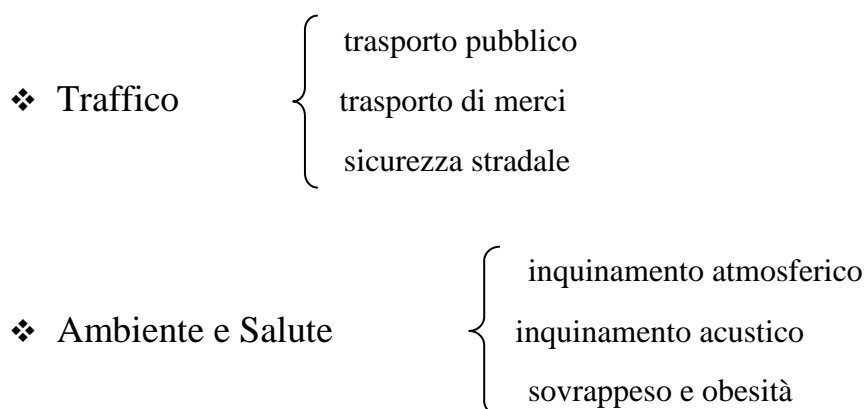 trasporto pubblico
❖ Traffico
trasporto di merci
sicurezza stradale
inquinamento atmosferico
❖ Ambiente e Salute
inquinamento acustico
sovrappeso e obesità